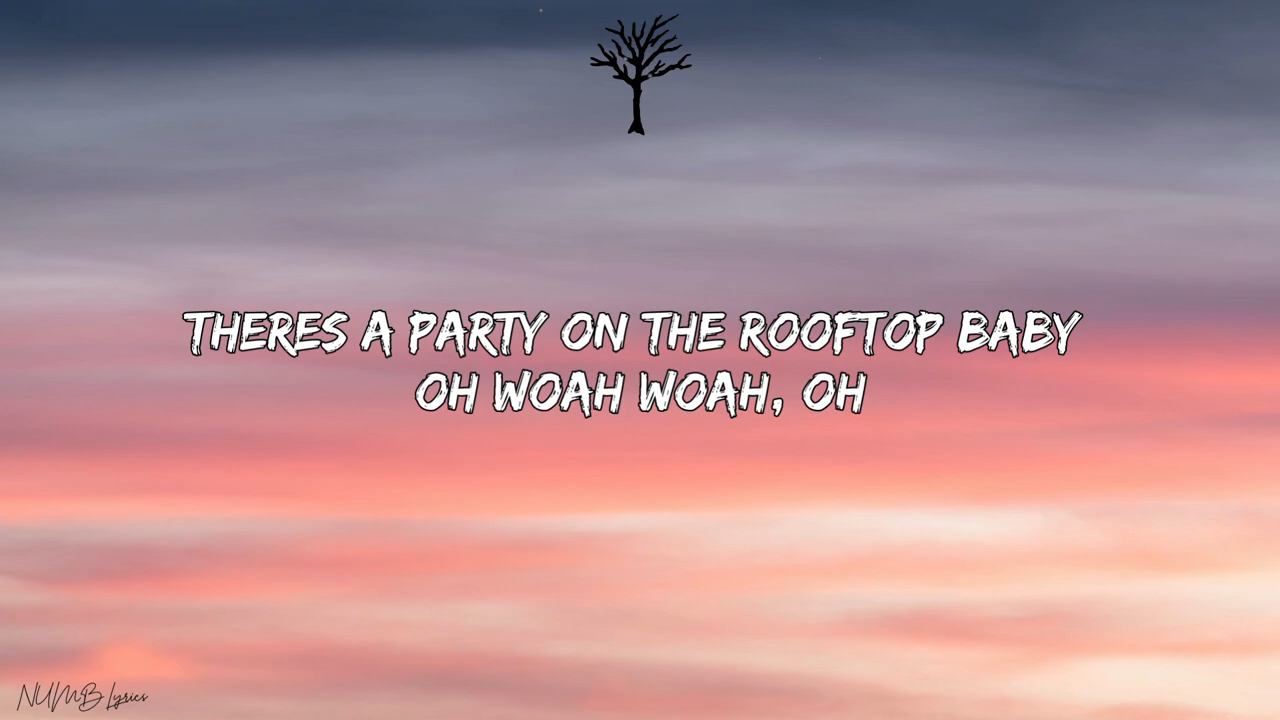 THERES A PARTY ON THE ROOFTOP BABY
OH WOAH WOAH, OH
NUMB Lyrics